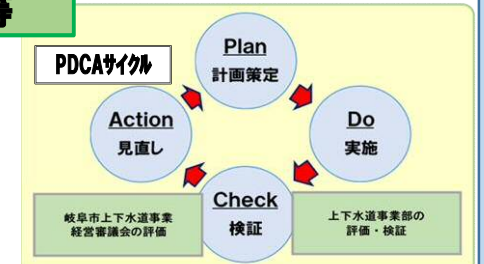 PDCAサイクル
Plan
計画策定
Action
見直し
Do
実施
Check
検証
岐阜市上下水道事業
経営審議会の評価
上下水道事業部の
評価・検証